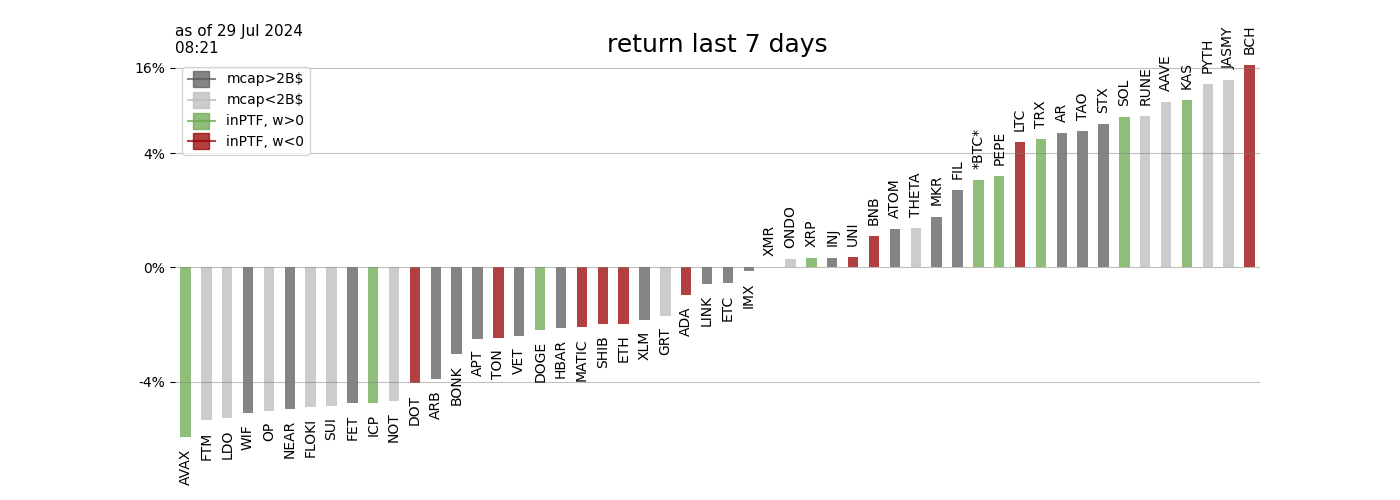 as of 29 Jul 2024
08:21
return last 7 days
mcap>2B$
mcap<2B$
inPTF, w>0
inPTF, w<0
16%
4%
0%
-4%
AVAX
FTM
LDO
WIF
OP
NEAR
FLOKI
SUI
FET
ICP
NOT
DOT
ARB
BONK
APT
TON
VET
DOGE
HBAR
MATIC
SHIB
ETH
XLM
GRT
ADA
LINK
ETC
IMX
XMR
ONDO
XRP
INJ
UNI
BNB
ATOM
THETA
MKR
FIL
*BTC*
PEPE
LTC
TRX
AR
TAO
STX
SOL
RUNE
AAVE
KAS
PYTH
JASMY
BCH